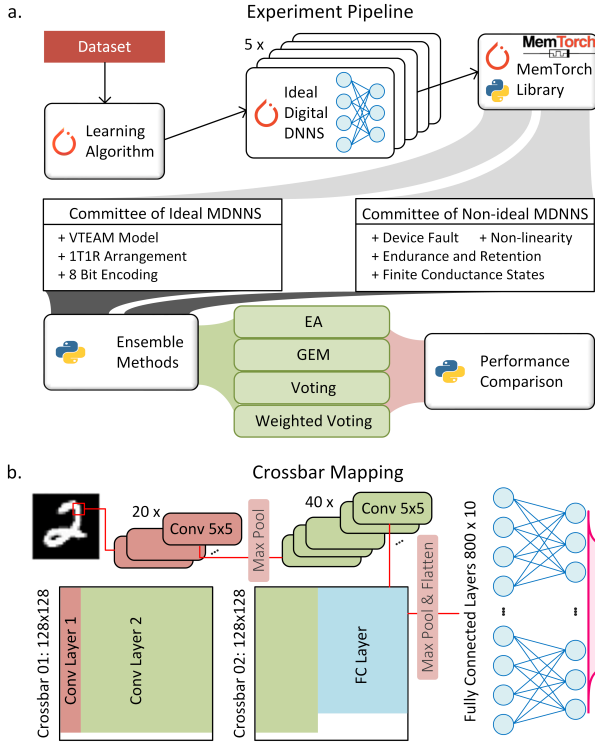 a.
Experiment Pipeline
Dataset
5 x
MemTorch
Learning
Algorithm
Ideal
Digital
DNNS
MemTorch
Library
Committee of Ideal MDNNS
+ VTEAM Model
+ 1T1R Arrangement
+ 8 Bit Encoding
Committee of Non-ideal MDNNS
+ Device Fault + Non-linearity
+ Endurance and Retention
+ Finite Conductance States
Ensemble
Methods
EA
GEM
Voting
Weighted Voting
Performance
Comparison
b.
Crossbar Mapping
20 x
Conv 5x5
...
Max Pool
40 x
Conv 5x5
...
Max Pool & Flatten
Fully Connected Layers 800 x 10
Crossbar 01: 128x128
Conv Layer 1
Conv Layer 2
Crossbar 02: 128x128
FC Layer